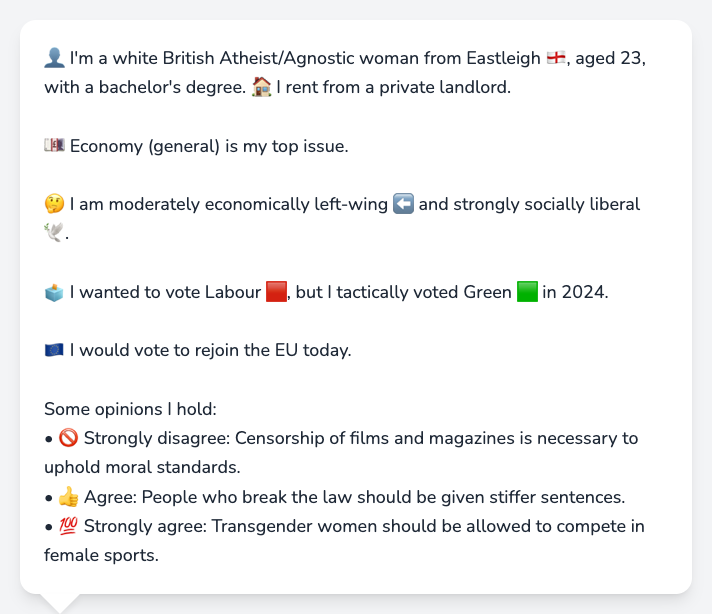 👤 I'm a white British Atheist/Agnostic woman from Eastleigh 🏴󠁧󠁢󠁥󠁮󠁧󠁿, aged 23,
with a bachelor's degree. 🏠 I rent from a private landlord.
💷 Economy (general) is my top issue.
🤔 I am moderately economically left-wing ⬅️ and strongly socially liberal
🕊️.
🗳️ I wanted to vote Labour 🟥, but I tactically voted Green 🟩 in 2024.
🇪🇺 I would vote to rejoin the EU today.
Some opinions I hold:
• 🚫 Strongly disagree: Censorship of films and magazines is necessary to
uphold moral standards.
• 👍 Agree: People who break the law should be given stiffer sentences.
• 💯 Strongly agree: Transgender women should be allowed to compete in
female sports.